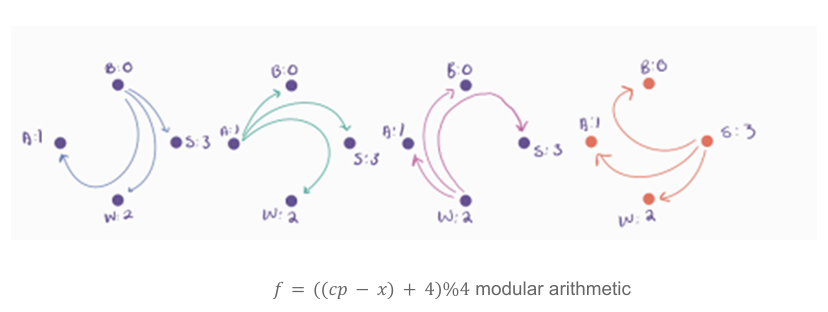 B:0 B:0 B:0 B:0
A:1 S:3 A:1 S:3 A:1 S:3 A:1 S:3
W:2 W:2 W:2 W:2
f = ((cp − x) + 4)%4 modular arithmetic